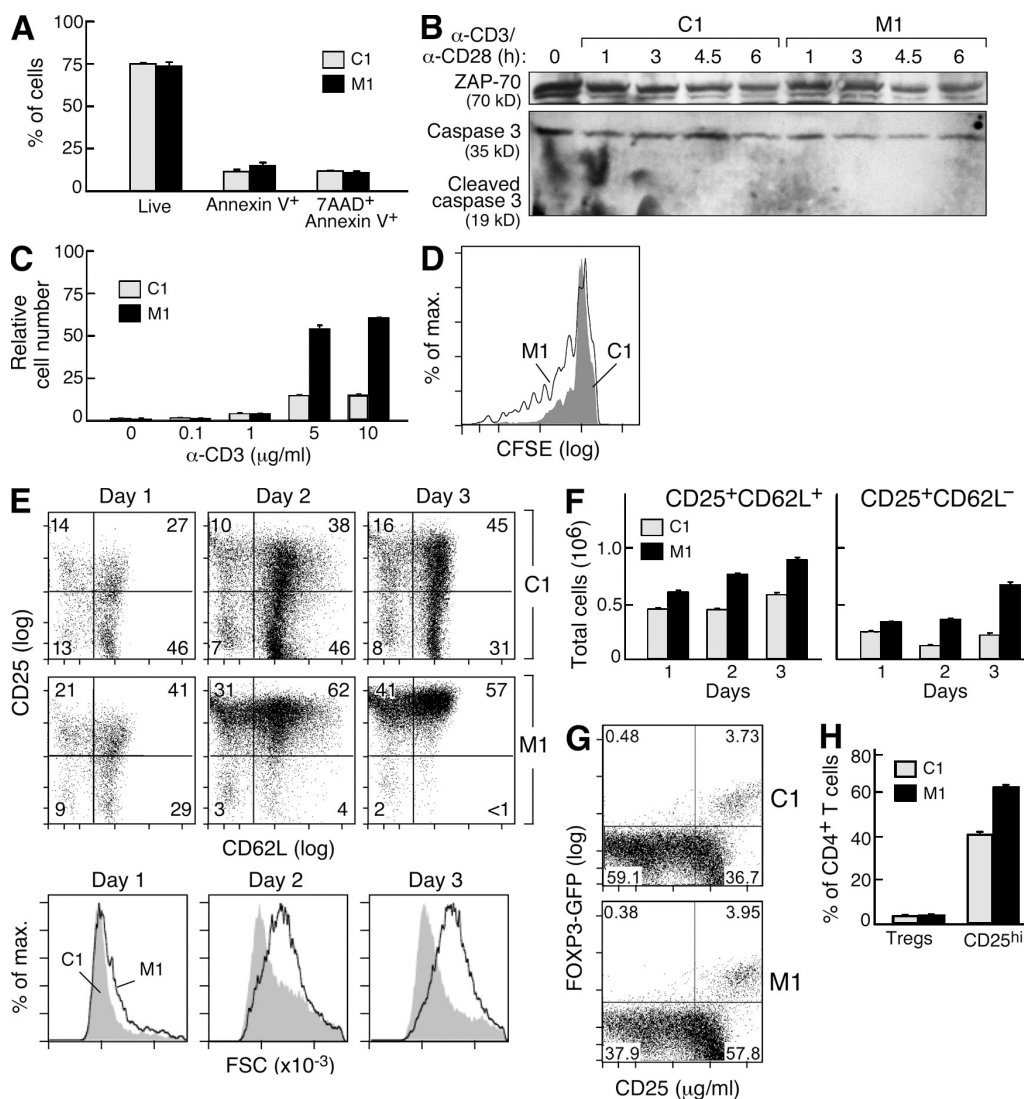 A
% of cells
100
75
50
25
0
C1
M1
Live
Annexin V+
7AAD+
Annexin V+
B
α-CD3/
α-CD28 (h):
C1
M1
0 1 3 4.5 6 1 3 4.5 6
ZAP-70
(70 kD)
Caspase 3
(35 kD)
Cleaved
caspase 3
(19 kD)
C
Relative
cell number
100
75
50
25
0
C1
M1
0 0.1 1 5 10
α-CD3 (μg/ml)
D
% of max.
M1
C1
CFSE (log)
E
Day 1 Day 2 Day 3
14 27 10 38 16 45
13 46 7 46 8 31
C1
CD25 (log)
21 41 31 62 41 57
9 29 3 4 2 <1
M1
CD62L (log)
Day 1 Day 2 Day 3
% of max.
C1
M1
FSC (x10-3)
F
CD25+CD62L+ CD25+CD62L–
Total cells (10⁶)
C1
M1
1.0
0.5
0
1 2 3 1 2 3
Days Days
G
0.48 3.73
59.1 36.7
C1
FOXP3-GFP (log)
0.38 3.95
37.9 57.8
M1
CD25 (μg/ml)
H
% of CD4+ T cells
80
60
40
20
0
C1
M1
Tregs CD25hi